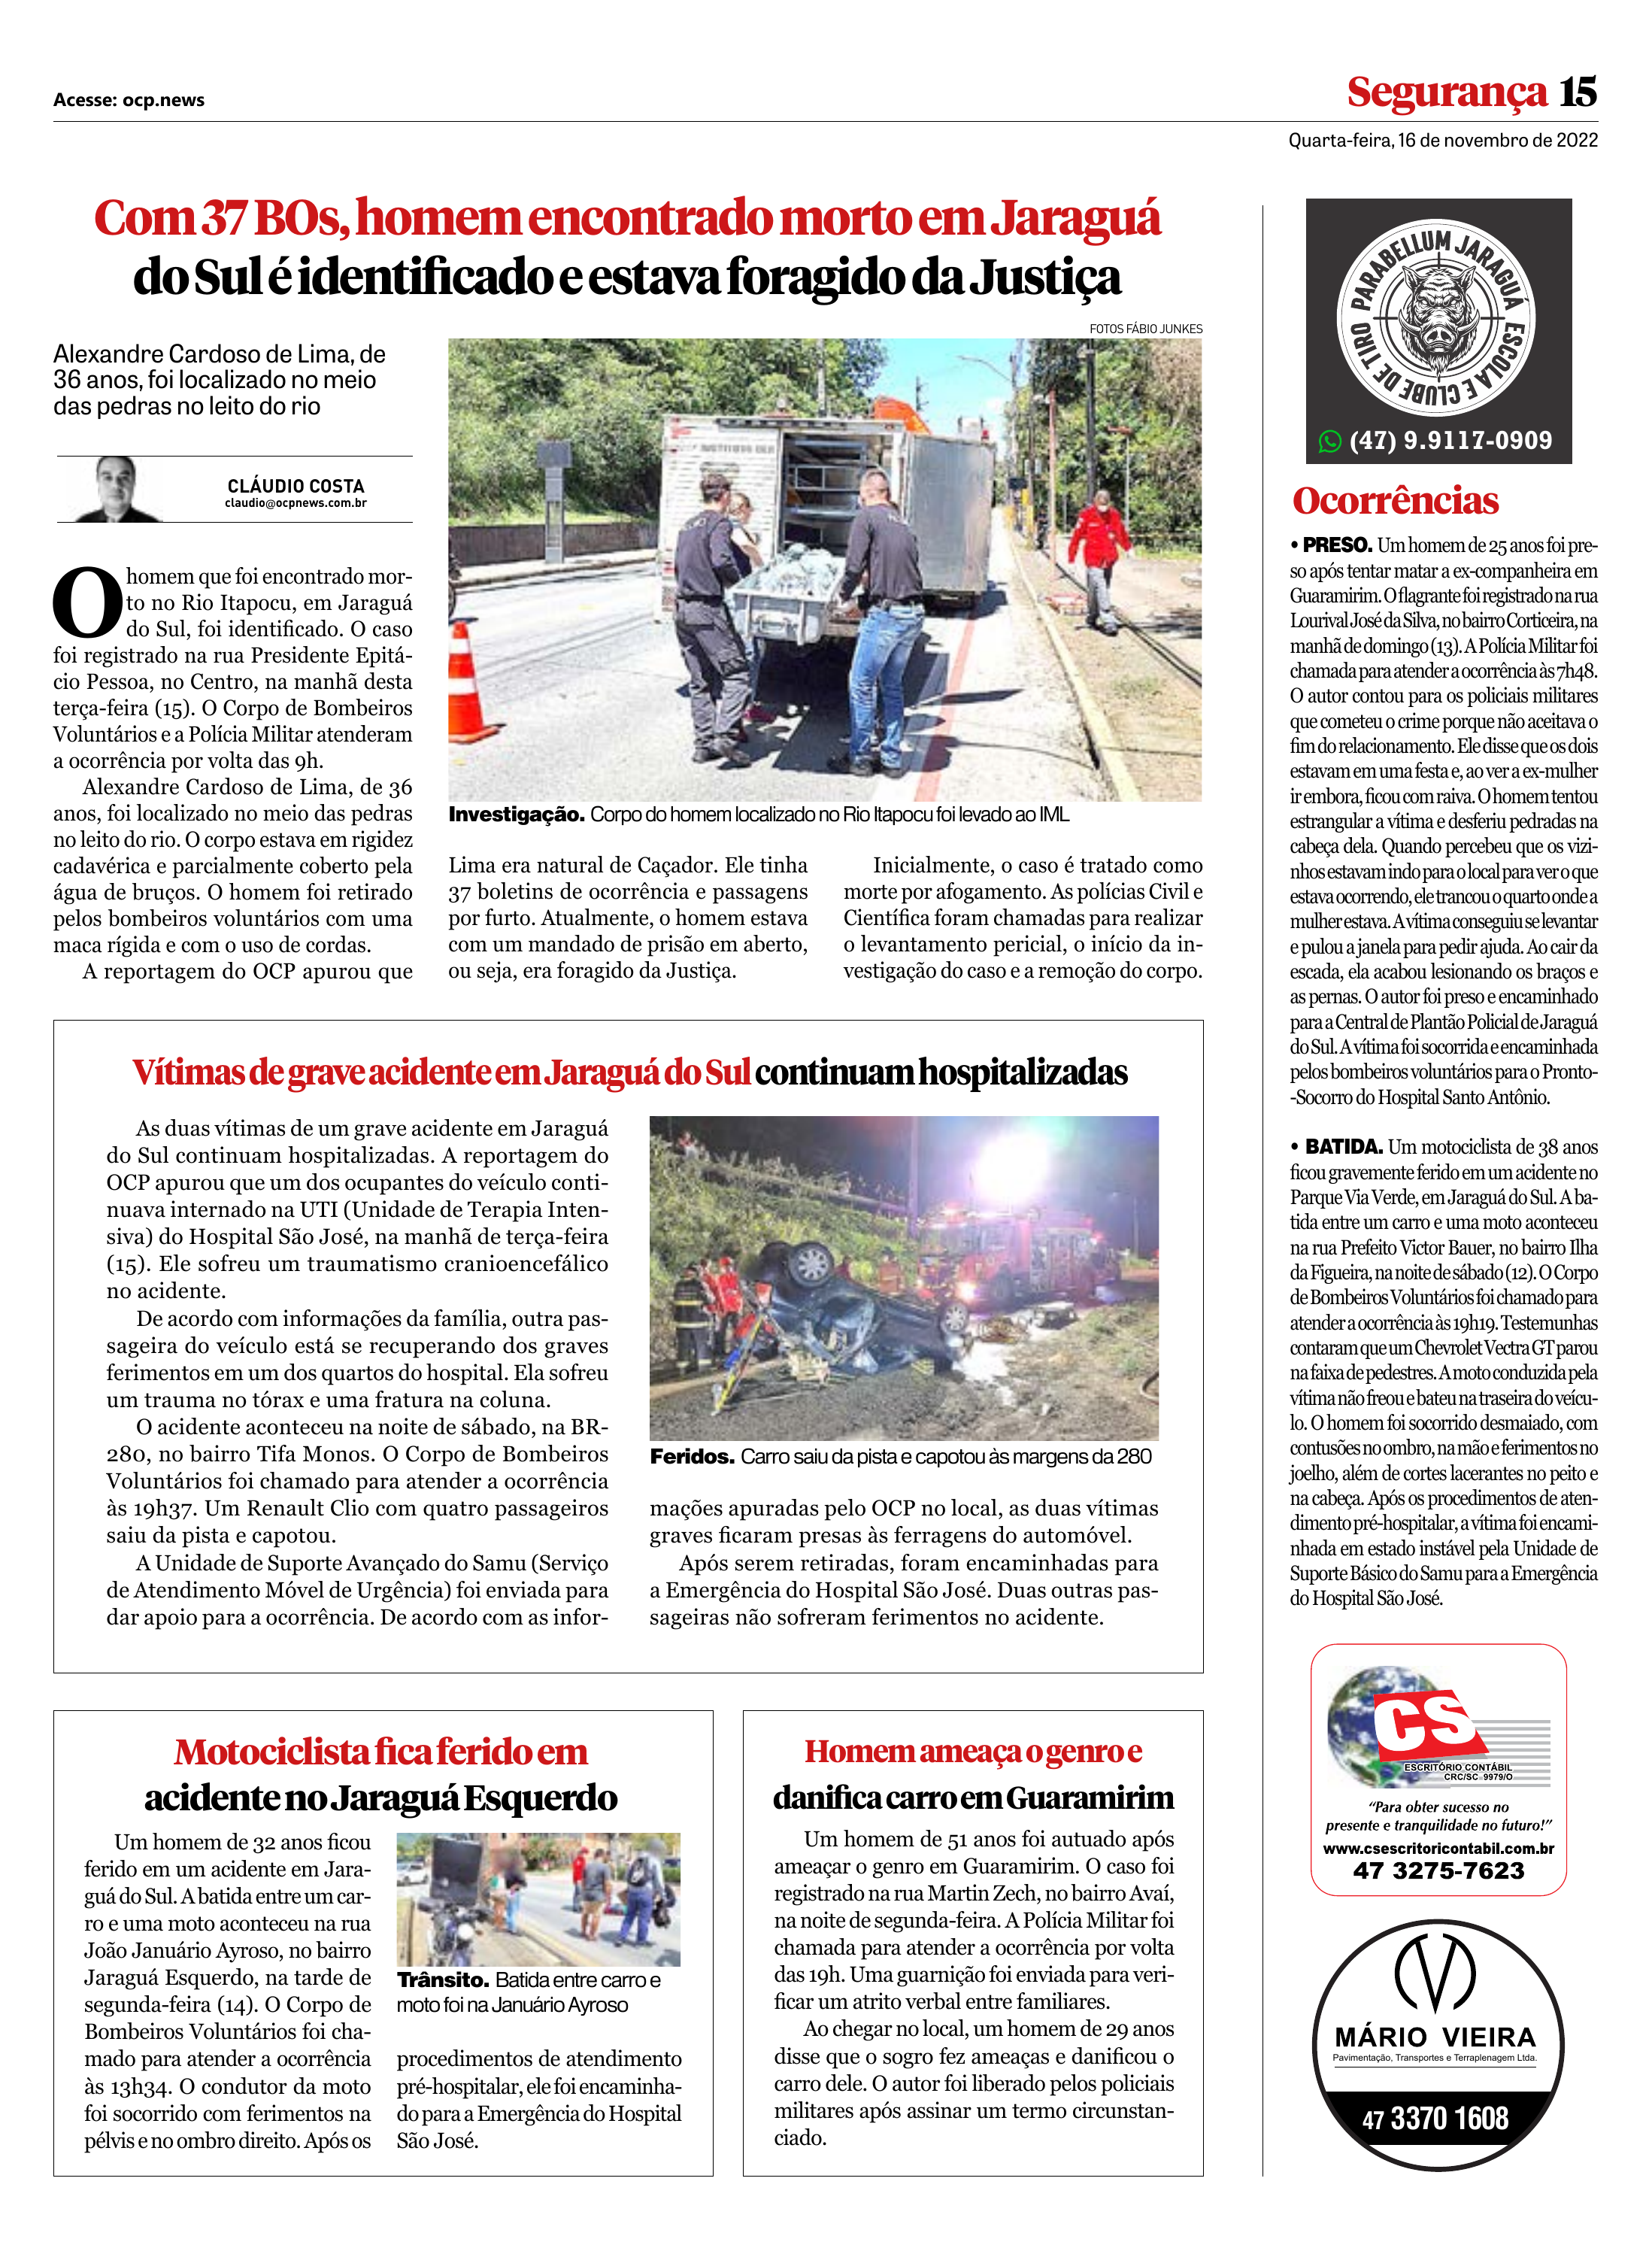 Acesse: ocp.news
Segurança 15
Quarta-feira, 16 de novembro de 2022
Com 37 BOs, homem encontrado morto em Jaraguá
do Sul é identificado e estava foragido da Justiça
Alexandre Cardoso de Lima, de
36 anos, foi localizado no meio
das pedras no leito do rio
CLÁUDIO COSTA
claudio@ocpnews.com.br
O homem que foi encontrado mor-
to no Rio Itapocu, em Jaraguá
do Sul, foi identificado. O caso
foi registrado na rua Presidente Epitá-
cio Pessoa, no Centro, na manhã desta
terça-feira (15). O Corpo de Bombeiros
Voluntários e a Polícia Militar atenderam
a ocorrência por volta das 9h.
Alexandre Cardoso de Lima, de 36
anos, foi localizado no meio das pedras
no leito do rio. O corpo estava em rigidez
cadavérica e parcialmente coberto pela
água de bruços. O homem foi retirado
pelos bombeiros voluntários com uma
maca rígida e com o uso de cordas.
A reportagem do OCP apurou que
FOTOS FÁBIO JUNKES
Investigação. Corpo do homem localizado no Rio Itapocu foi levado ao IML
Lima era natural de Caçador. Ele tinha
37 boletins de ocorrência e passagens
por furto. Atualmente, o homem estava
com um mandado de prisão em aberto,
ou seja, era foragido da Justiça.
Inicialmente, o caso é tratado como
morte por afogamento. As polícias Civil e
Científica foram chamadas para realizar
o levantamento pericial, o início da in-
vestigação do caso e a remoção do corpo.
Vítimas de grave acidente em Jaraguá do Sul continuam hospitalizadas
As duas vítimas de um grave acidente em Jaraguá
do Sul continuam hospitalizadas. A reportagem do
OCP apurou que um dos ocupantes do veículo conti-
nuava internado na UTI (Unidade de Terapia Inten-
siva) do Hospital São José, na manhã de terça-feira
(15). Ele sofreu um traumatismo cranioencefálico
no acidente.
De acordo com informações da família, outra pas-
sageira do veículo está se recuperando dos graves
ferimentos em um dos quartos do hospital. Ela sofreu
um trauma no tórax e uma fratura na coluna.
O acidente aconteceu na noite de sábado, na BR-
280, no bairro Tifa Monos. O Corpo de Bombeiros
Voluntários foi chamado para atender a ocorrência
às 19h37. Um Renault Clio com quatro passageiros
saiu da pista e capotou.
A Unidade de Suporte Avançado do Samu (Serviço
de Atendimento Móvel de Urgência) foi enviada para
dar apoio para a ocorrência. De acordo com as infor-
Feridos. Carro saiu da pista e capotou às margens da 280
mações apuradas pelo OCP no local, as duas vítimas
graves ficaram presas às ferragens do automóvel.
Após serem retiradas, foram encaminhadas para
a Emergência do Hospital São José. Duas outras pas-
sageiras não sofreram ferimentos no acidente.
Motociclista fica ferido em
acidente no Jaraguá Esquerdo
Um homem de 32 anos ficou
ferido em um acidente em Jara-
guá do Sul. A batida entre um car-
ro e uma moto aconteceu na rua
João Januário Ayroso, no bairro
Jaraguá Esquerdo, na tarde de
segunda-feira (14). O Corpo de
Bombeiros Voluntários foi cha-
mado para atender a ocorrência
às 13h34. O condutor da moto
foi socorrido com ferimentos na
pélvis e no ombro direito. Após os
Trânsito. Batida entre carro e
moto foi na Januário Ayroso
procedimentos de atendimento
pré-hospitalar, ele foi encaminha-
do para a Emergência do Hospital
São José.
Homem ameaça o genro e
danifica carro em Guaramirim
Um homem de 51 anos foi autuado após
ameaçar o genro em Guaramirim. O caso foi
registrado na rua Martin Zech, no bairro Avaí,
na noite de segunda-feira. A Polícia Militar foi
chamada para atender a ocorrência por volta
das 19h. Uma guarnição foi enviada para veri-
ficar um atrito verbal entre familiares.
Ao chegar no local, um homem de 29 anos
disse que o sogro fez ameaças e danificou o
carro dele. O autor foi liberado pelos policiais
militares após assinar um termo circunstan-
ciado.
PARABELLUM JARAGUÁ
ESCOLA E CLUBE DE TIRO
(47) 9.9117-0909
Ocorrências
• PRESO. Um homem de 25 anos foi pre-
so após tentar matar a ex-companheira em
Guaramirim. O flagrante foi registrado na rua
Lourival José da Silva, no bairro Corticeira, na
manhã de domingo (13). A Polícia Militar foi
chamada para atender a ocorrência às 7h48.
O autor contou para os policiais militares
que cometeu o crime porque não aceitava o
fim do relacionamento. Ele disse que os dois
estavam em uma festa e, ao ver a ex-mulher
ir embora, ficou com raiva. O homem tentou
estrangular a vítima e desferiu pedradas na
cabeça dela. Quando percebeu que os vizi-
nhos estavam indo para o local para ver o que
estava ocorrendo, ele trancou o quarto onde a
mulher estava. A vítima conseguiu se levantar
e pulou a janela para pedir ajuda. Ao cair da
escada, ela acabou lesionando os braços e
as pernas. O autor foi preso e encaminhado
para a Central de Plantão Policial de Jaraguá
do Sul. A vítima foi socorrida e encaminhada
pelos bombeiros voluntários para o Pronto-
-Socorro do Hospital Santo Antônio.
• BATIDA. Um motociclista de 38 anos
ficou gravemente ferido em um acidente no
Parque Via Verde, em Jaraguá do Sul. A ba-
tida entre um carro e uma moto aconteceu
na rua Prefeito Victor Bauer, no bairro Ilha
da Figueira, na noite de sábado (12). O Corpo
de Bombeiros Voluntários foi chamado para
atender a ocorrência às 19h19. Testemunhas
contaram que um Chevrolet Vectra GT parou
na faixa de pedestres. A moto conduzida pela
vítima não freou e bateu na traseira do veícu-
lo. O homem foi socorrido desmaiado, com
contusões no ombro, na mão e ferimentos no
joelho, além de cortes lacerantes no peito e
na cabeça. Após os procedimentos de aten-
dimento pré-hospitalar, a vítima foi encami-
nhada em estado instável pela Unidade de
Suporte Básico do Samu para a Emergência
do Hospital São José.
CS
ESCRITÓRIO CONTÁBIL
CRC/SC 9979/O
“Para obter sucesso no
presente e tranquilidade no futuro!”
www.csescritoricontabil.com.br
47 3275-7623
MÁRIO VIEIRA
Pavimentação, Transportes e Terraplenagem Ltda.
47 3370 1608